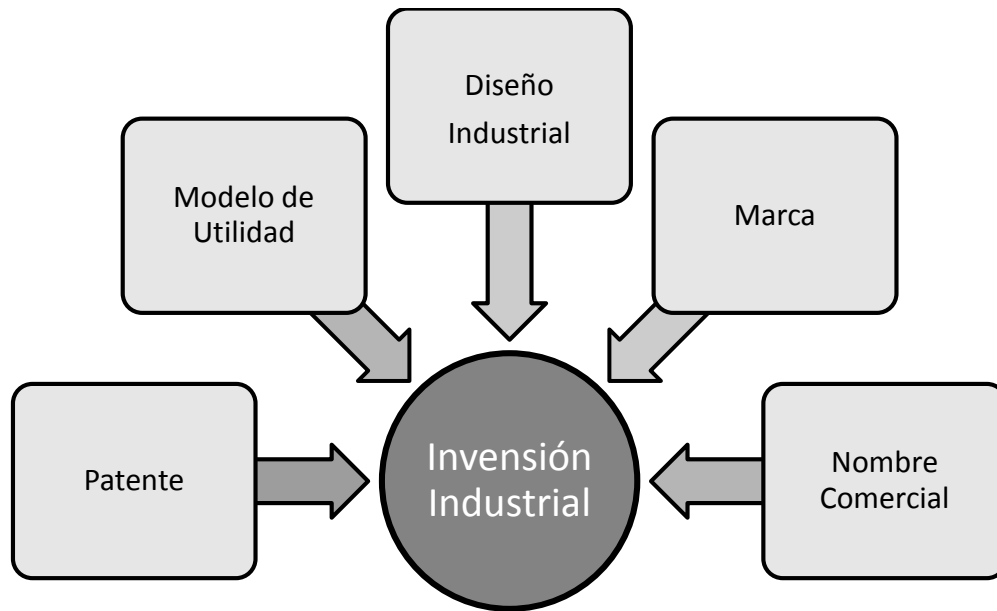 Diseño
Industrial
Modelo de
Utilidad
Marca
Patente
Invensión
Industrial
Nombre
Comercial